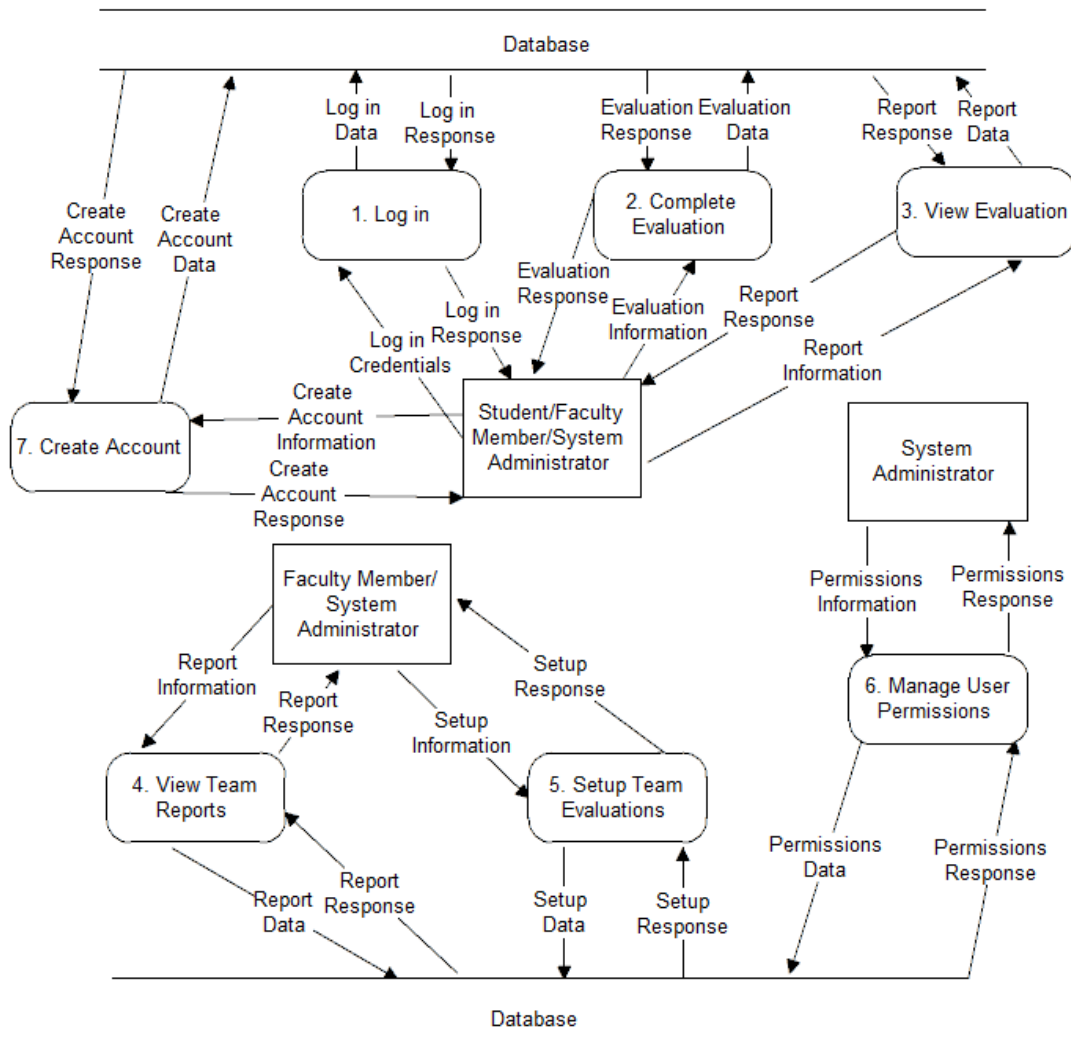 Database
Log in
Data
Log in
Response
Evaluation
Response
Evaluation
Data
Report
Response
Report
Data
1. Log in
2. Complete
Evaluation
3. View Evaluation
Create
Account
Response
Create
Account
Data
Evaluation
Response
Evaluation
Information
Report
Response
Log in
Response
Log in
Credentials
Report
Information
Create
Account
Information
7. Create Account
Student/Faculty
Member/System
Administrator
System
Administrator
Create
Account
Response
Faculty Member/
System
Administrator
Permissions
Information
Permissions
Response
Report
Information
Report
Response
Setup
Response
Setup
Information
6. Manage User
Permissions
4. View Team
Reports
5. Setup Team
Evaluations
Report
Data
Report
Response
Setup
Data
Setup
Response
Permissions
Data
Permissions
Response
Database